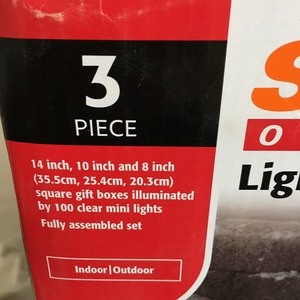 3
PIECE
14 inch, 10 inch and 8 inch
(35.5cm, 25.4cm, 20.3cm)
square gift boxes illuminated
by 100 clear mini lights
Fully assembled set
Indoor|Outdoor